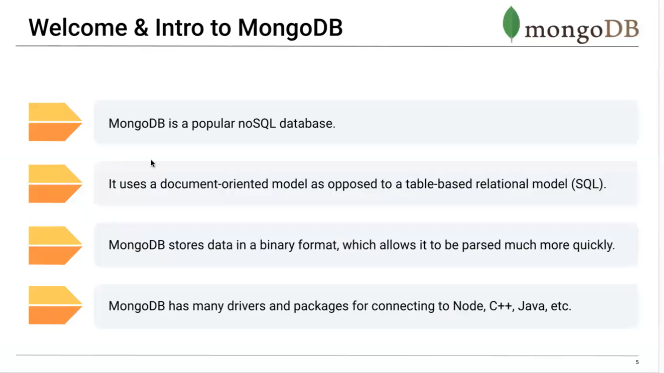 Welcome & Intro to MongoDB
mongoDB
MongoDB is a popular noSQL database.
It uses a document-oriented model as opposed to a table-based relational model (SQL).
MongoDB stores data in a binary format, which allows it to be parsed much more quickly.
MongoDB has many drivers and packages for connecting to Node, C++, Java, etc.
5